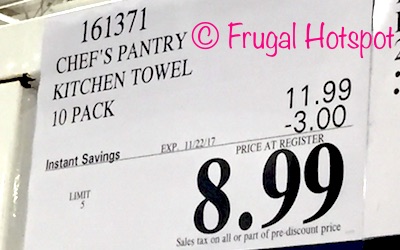 161371
© Frugal Hotspot
CHEF'S PANTRY
KITCHEN TOWEL
10 PACK
11.99
-3.00
Instant Savings
EXP. 11/22/17
PRICE AT REGISTER
8.99
LIMIT
5
Sales tax on all or part of pre-discount price